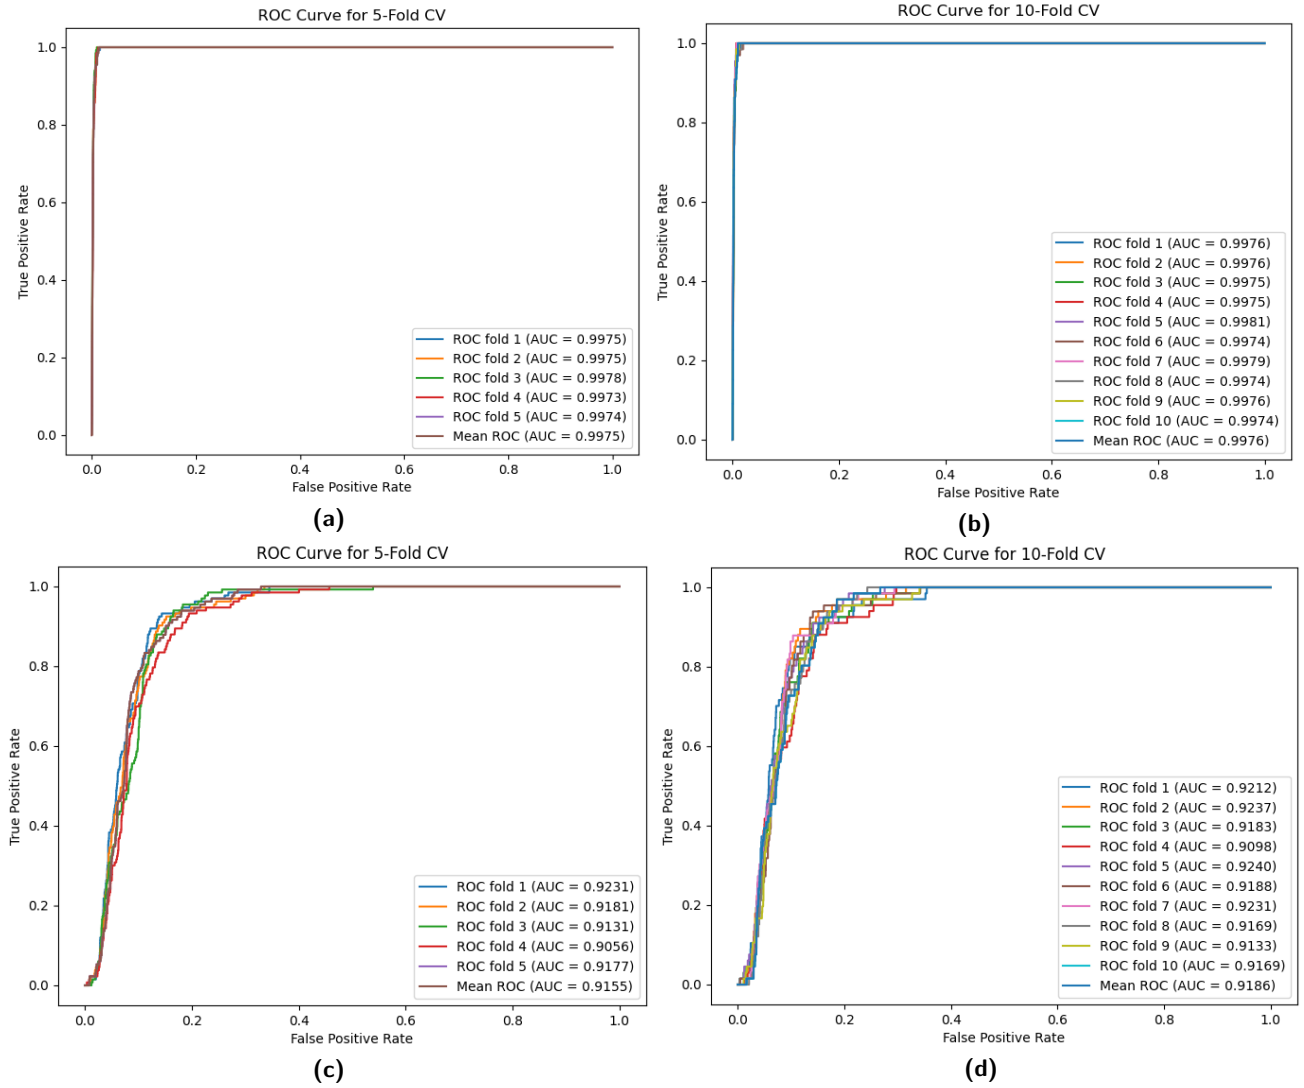 ROC Curve for 5-Fold CV
True Positive Rate
1.0
0.8
0.6
0.4
0.2
0.0
ROC fold 1 (AUC = 0.9975)
ROC fold 2 (AUC = 0.9975)
ROC fold 3 (AUC = 0.9978)
ROC fold 4 (AUC = 0.9973)
ROC fold 5 (AUC = 0.9974)
Mean ROC (AUC = 0.9975)
0.0 0.2 0.4 0.6 0.8 1.0
False Positive Rate
(a)
ROC Curve for 10-Fold CV
True Positive Rate
1.0
0.8
0.6
0.4
0.2
0.0
ROC fold 1 (AUC = 0.9976)
ROC fold 2 (AUC = 0.9976)
ROC fold 3 (AUC = 0.9975)
ROC fold 4 (AUC = 0.9975)
ROC fold 5 (AUC = 0.9981)
ROC fold 6 (AUC = 0.9974)
ROC fold 7 (AUC = 0.9979)
ROC fold 8 (AUC = 0.9974)
ROC fold 9 (AUC = 0.9976)
ROC fold 10 (AUC = 0.9974)
Mean ROC (AUC = 0.9976)
0.0 0.2 0.4 0.6 0.8 1.0
False Positive Rate
(b)
ROC Curve for 5-Fold CV
True Positive Rate
1.0
0.8
0.6
0.4
0.2
0.0
ROC fold 1 (AUC = 0.9231)
ROC fold 2 (AUC = 0.9181)
ROC fold 3 (AUC = 0.9131)
ROC fold 4 (AUC = 0.9056)
ROC fold 5 (AUC = 0.9177)
Mean ROC (AUC = 0.9155)
0.0 0.2 0.4 0.6 0.8 1.0
False Positive Rate
(c)
ROC Curve for 10-Fold CV
True Positive Rate
1.0
0.8
0.6
0.4
0.2
0.0
ROC fold 1 (AUC = 0.9212)
ROC fold 2 (AUC = 0.9237)
ROC fold 3 (AUC = 0.9183)
ROC fold 4 (AUC = 0.9098)
ROC fold 5 (AUC = 0.9240)
ROC fold 6 (AUC = 0.9188)
ROC fold 7 (AUC = 0.9231)
ROC fold 8 (AUC = 0.9169)
ROC fold 9 (AUC = 0.9133)
ROC fold 10 (AUC = 0.9169)
Mean ROC (AUC = 0.9186)
0.0 0.2 0.4 0.6 0.8 1.0
False Positive Rate
(d)